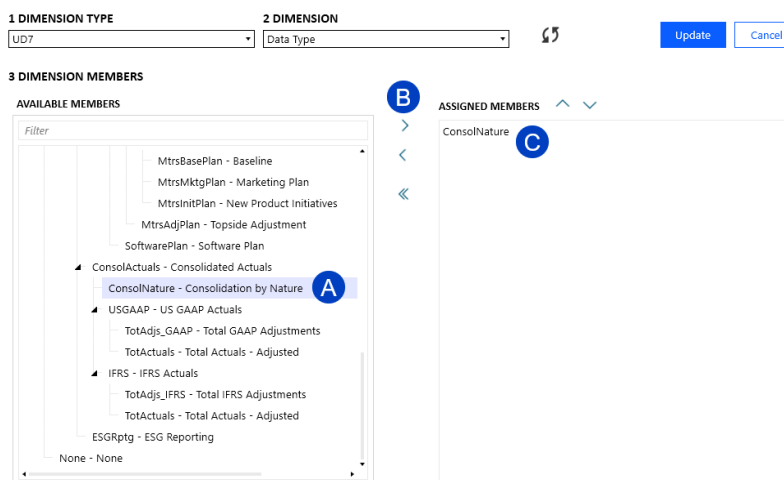 1 DIMENSION TYPE
2 DIMENSION
UD7
Data Type
Update
Cancel
3 DIMENSION MEMBERS
AVAILABLE MEMBERS
B
ASSIGNED MEMBERS
Filter
ConsolNature
C
MtrsBasePlan - Baseline
MtrsMktgPlan - Marketing Plan
MtrsInitPlan - New Product Initiatives
MtrsAdjPlan - Topside Adjustment
SoftwarePlan - Software Plan
ConsolActuals - Consolidated Actuals
ConsolNature - Consolidation by Nature
A
USGAAP - US GAAP Actuals
TotAdjs_GAAP - Total GAAP Adjustments
TotActuals - Total Actuals - Adjusted
IFRS - IFRS Actuals
TotAdjs_IFRS - Total IFRS Adjustments
TotActuals - Total Actuals - Adjusted
ESGRptg - ESG Reporting
None - None